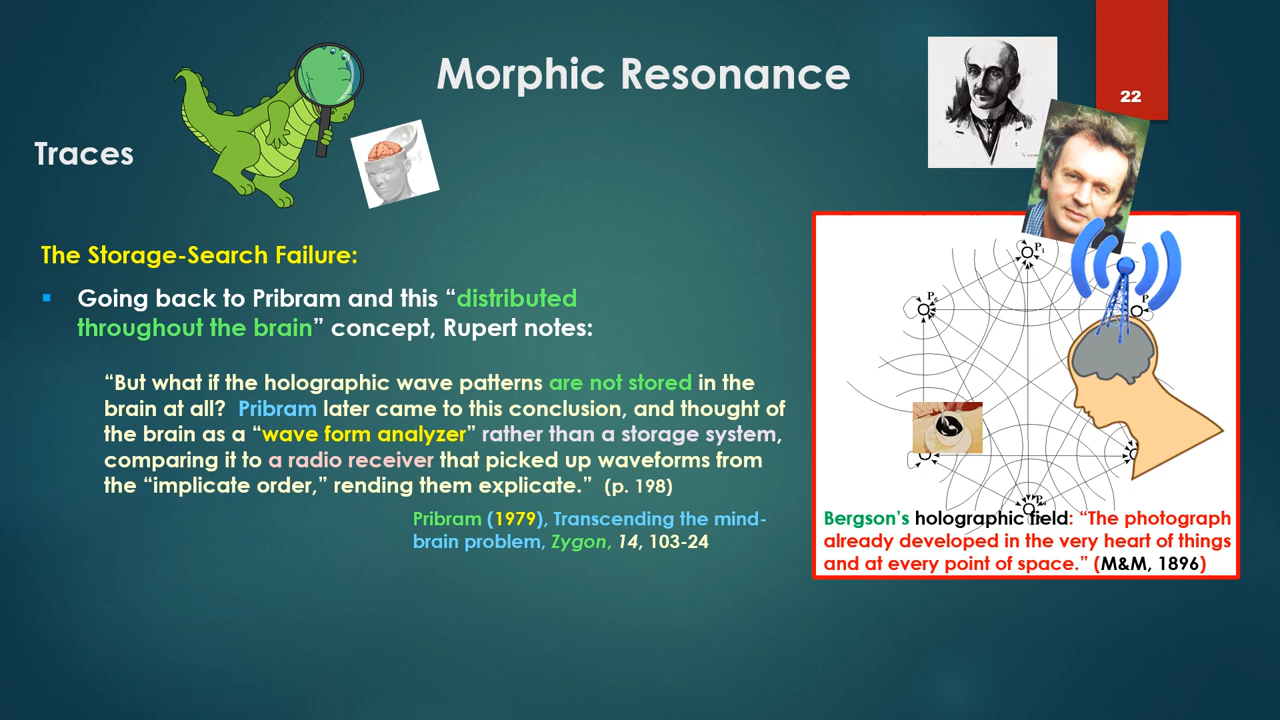 Morphic Resonance
22
Traces
The Storage-Search Failure:
▪ Going back to Pribram and this “distributed
throughout the brain” concept, Rupert notes:
“But what if the holographic wave patterns are not stored in the
brain at all?  Pribram later came to this conclusion, and thought of
the brain as a “wave form analyzer” rather than a storage system,
comparing it to a radio receiver that picked up waveforms from
the “implicate order,” rending them explicate.”  (p. 198)
Pribram (1979), Transcending the mind-
brain problem, Zygon, 14, 103-24
P1
P
Bergson’s holographic field: “The photograph
already developed in the very heart of things
and at every point of space.” (M&M, 1896)